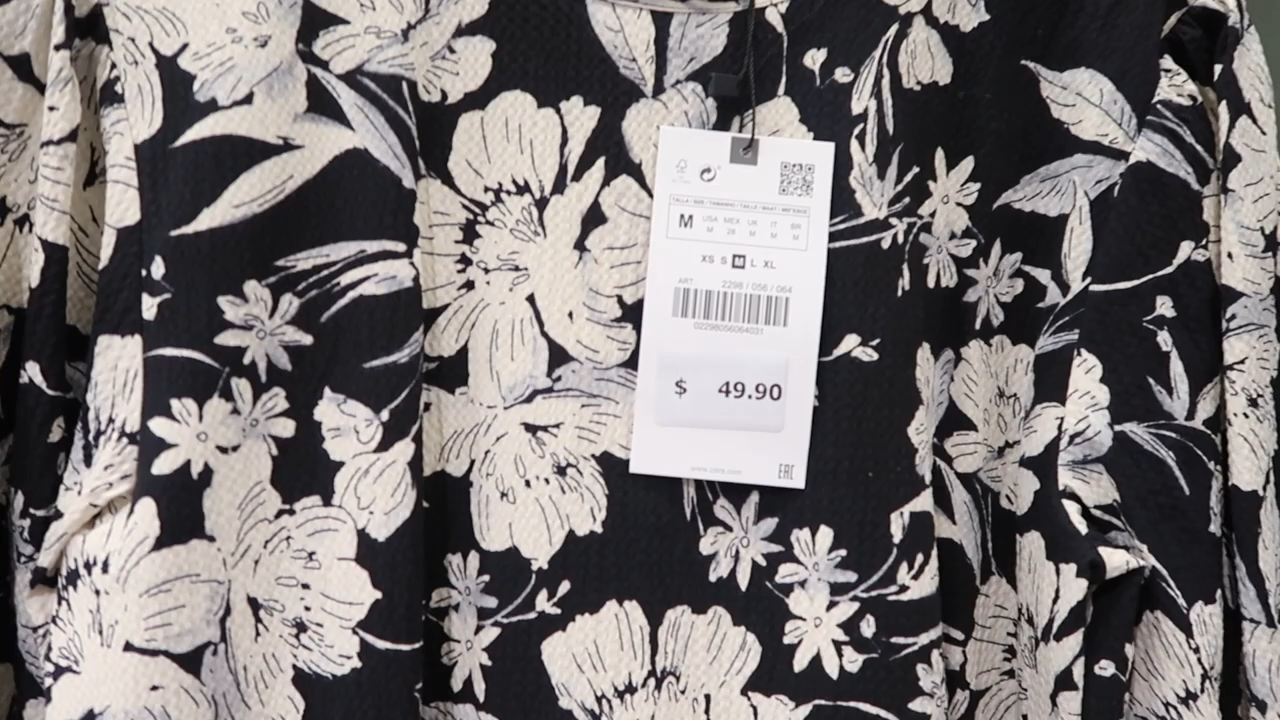 TALLA / SIZE / TAMANHO / TAILLE / MAAT / WIETSEGE
M USA MEX UK IT BR
M 28 M M M
XS S M L XL
ART. 2298 / 056 / 064
02298056064031
$ 49.90
www.zara.com
EAC